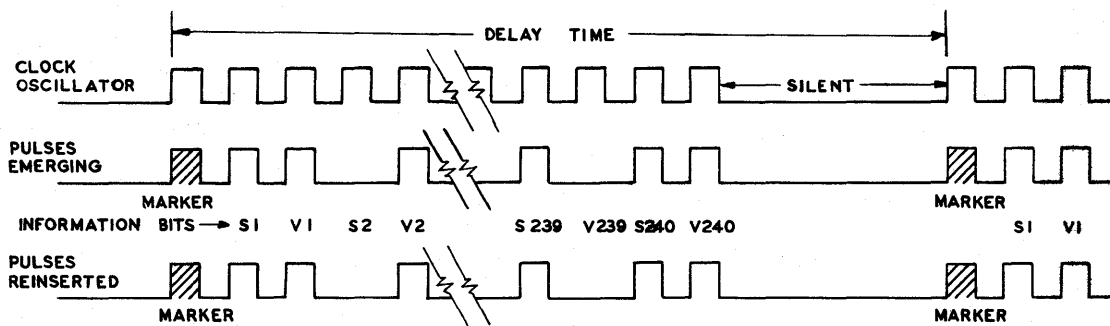 DELAY TIME
CLOCK
OSCILLATOR
SILENT
PULSES
EMERGING
MARKER MARKER
INFORMATION BITS S1 V1 S2 V2 S239 V239 S240 V240 S1 V1
PULSES
REINSERTED
MARKER MARKER